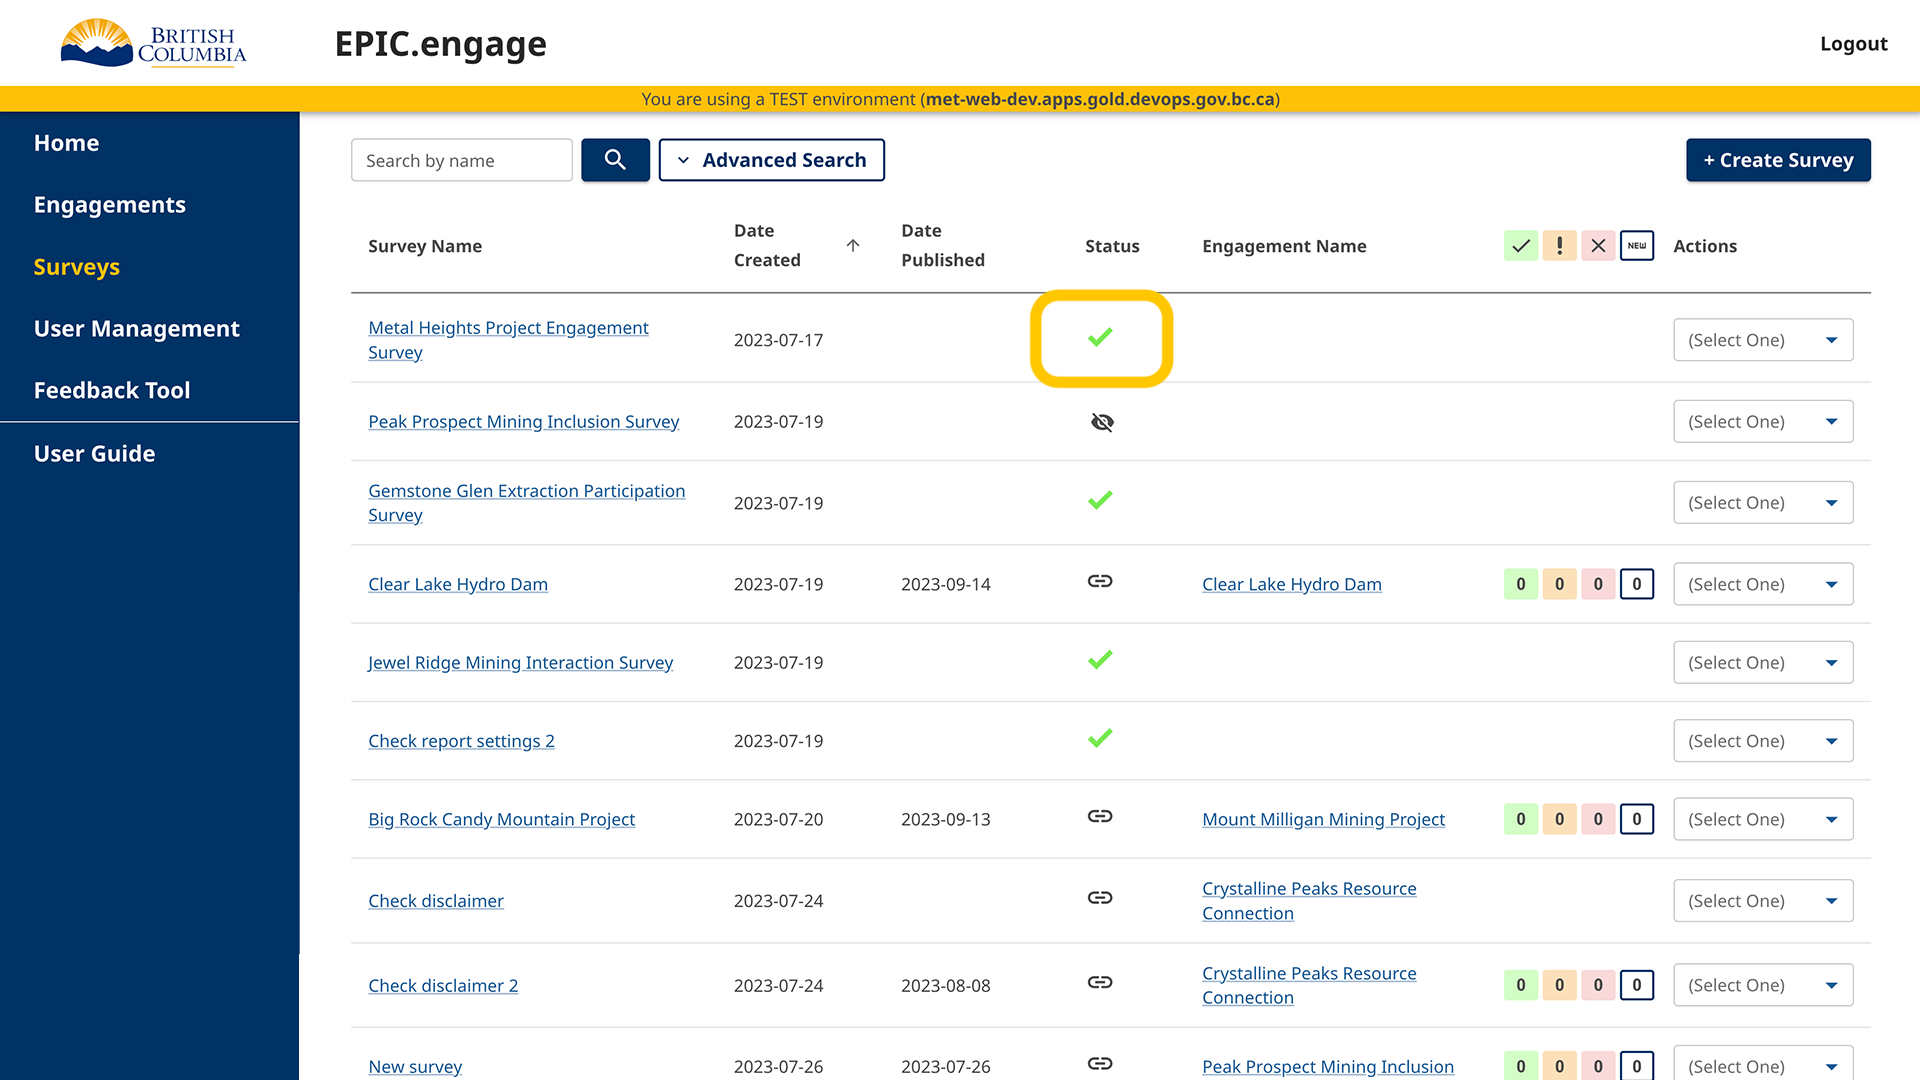 BRITISH
COLUMBIA
EPIC.engage
Logout
You are using a TEST environment (met-web-dev.apps.gold.devops.gov.bc.ca)
Home
Engagements
Surveys
User Management
Feedback Tool
User Guide
Search by name
Advanced Search
+ Create Survey
Survey Name
Date
Created
Date
Published
Status
Engagement Name
NEW
Actions
Metal Heights Project Engagement
Survey
2023-07-17
(Select One)
Peak Prospect Mining Inclusion Survey
2023-07-19
(Select One)
Gemstone Glen Extraction Participation
Survey
2023-07-19
(Select One)
Clear Lake Hydro Dam
2023-07-19
2023-09-14
Clear Lake Hydro Dam
0 0 0 0
(Select One)
Jewel Ridge Mining Interaction Survey
2023-07-19
(Select One)
Check report settings 2
2023-07-19
(Select One)
Big Rock Candy Mountain Project
2023-07-20
2023-09-13
Mount Milligan Mining Project
0 0 0 0
(Select One)
Check disclaimer
2023-07-24
Crystalline Peaks Resource
Connection
(Select One)
Check disclaimer 2
2023-07-24
2023-08-08
Crystalline Peaks Resource
Connection
0 0 0 0
(Select One)
New survey
2023-07-26
2023-07-26
Peak Prospect Mining Inclusion
0 0 0 0
(Select One)